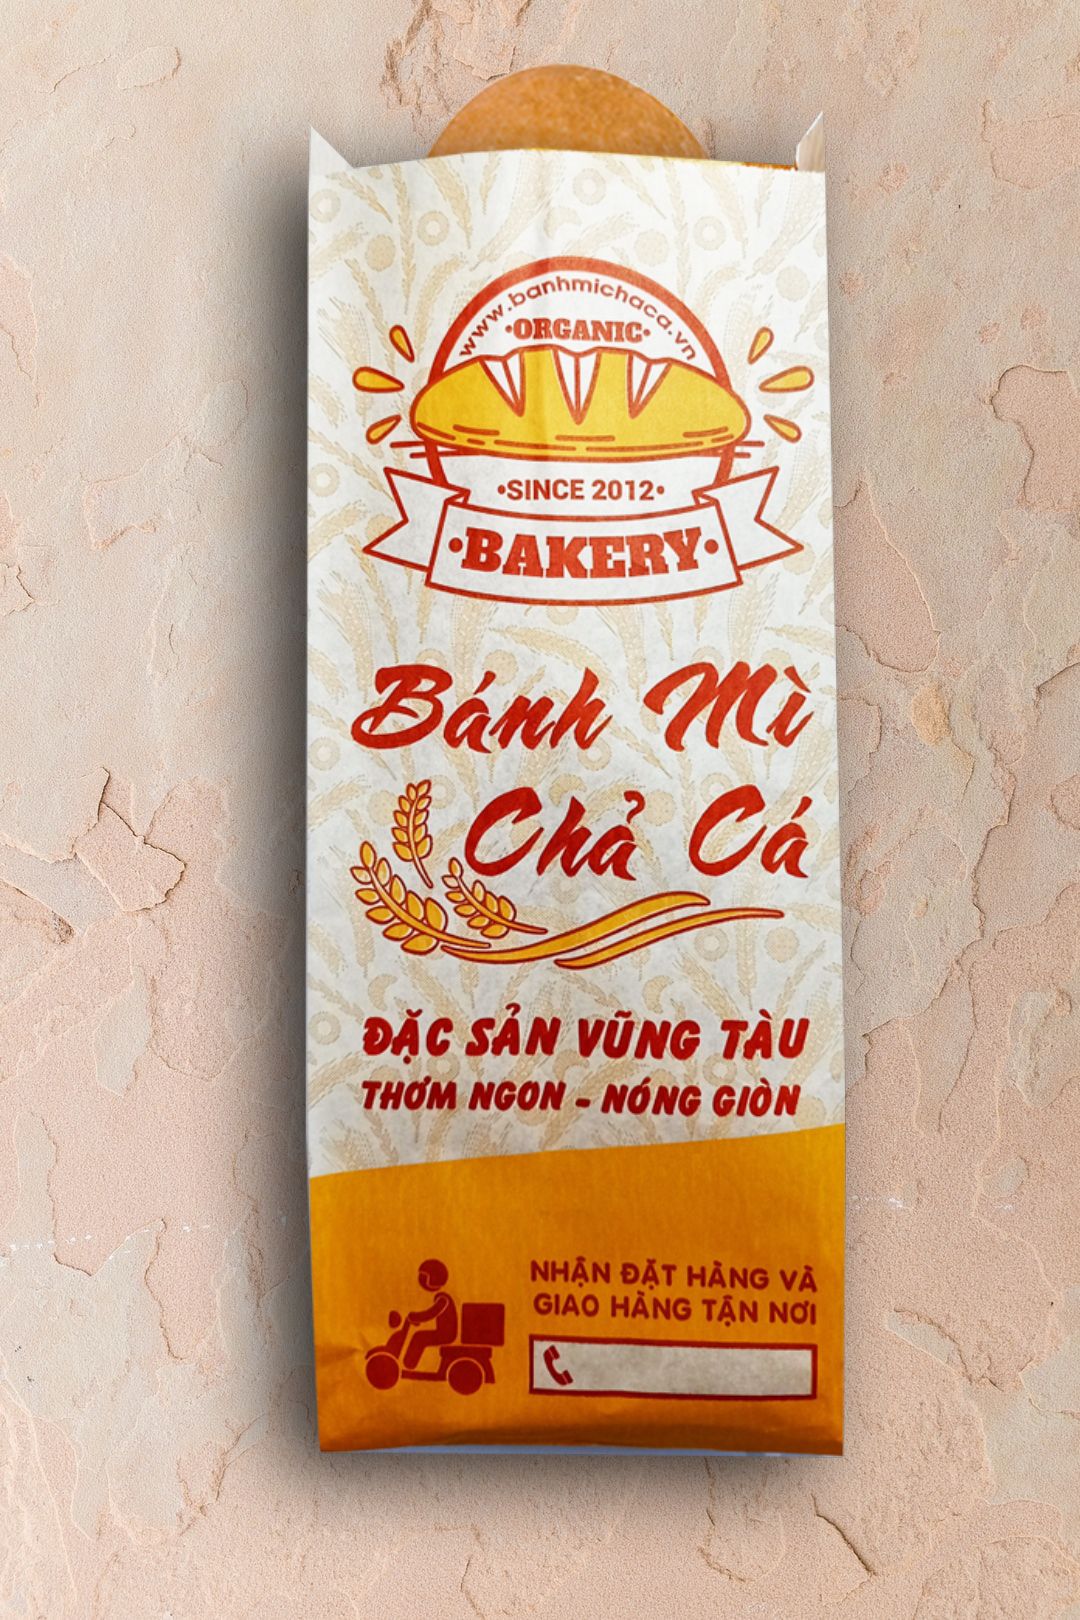 www.banhmichaca.vn
•ORGANIC•
•SINCE 2012•
•BAKERY•
Bánh Mì
Chả Cá
ĐẶC SẢN VŨNG TÀU
THƠM NGON - NÓNG GIÒN
NHẬN ĐẶT HÀNG VÀ
GIAO HÀNG TẬN NƠI